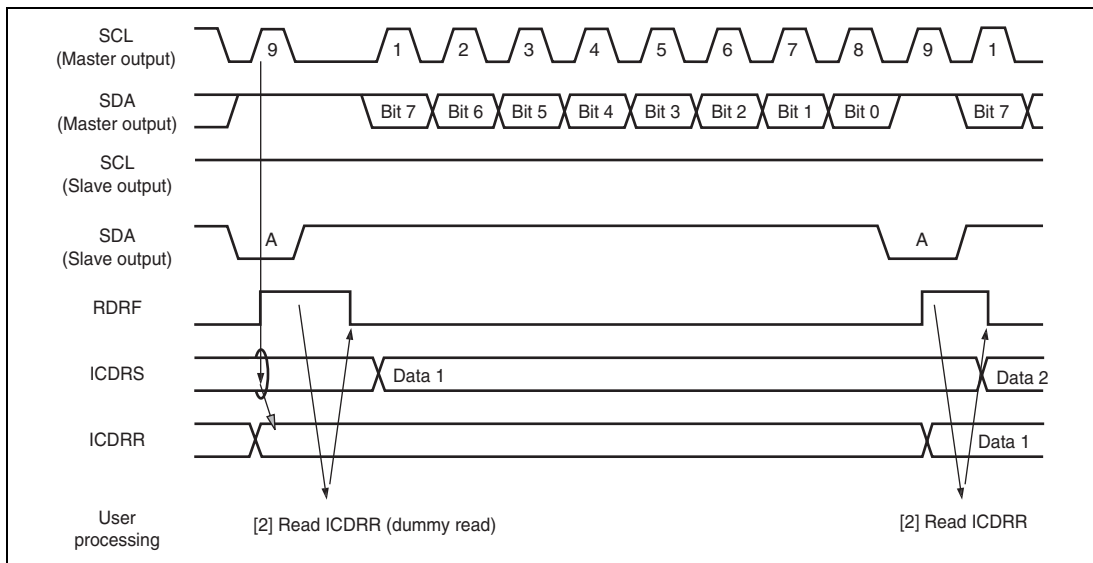 SCL
(Master output)
9 1 2 3 4 5 6 7 8 9 1
SDA
(Master output)
Bit 7 Bit 6 Bit 5 Bit 4 Bit 3 Bit 2 Bit 1 Bit 0 Bit 7
SCL
(Slave output)
SDA
(Slave output)
A A
RDRF
ICDRS
Data 1 Data 2
ICDRR
Data 1
User
processing
[2] Read ICDRR (dummy read) [2] Read ICDRR